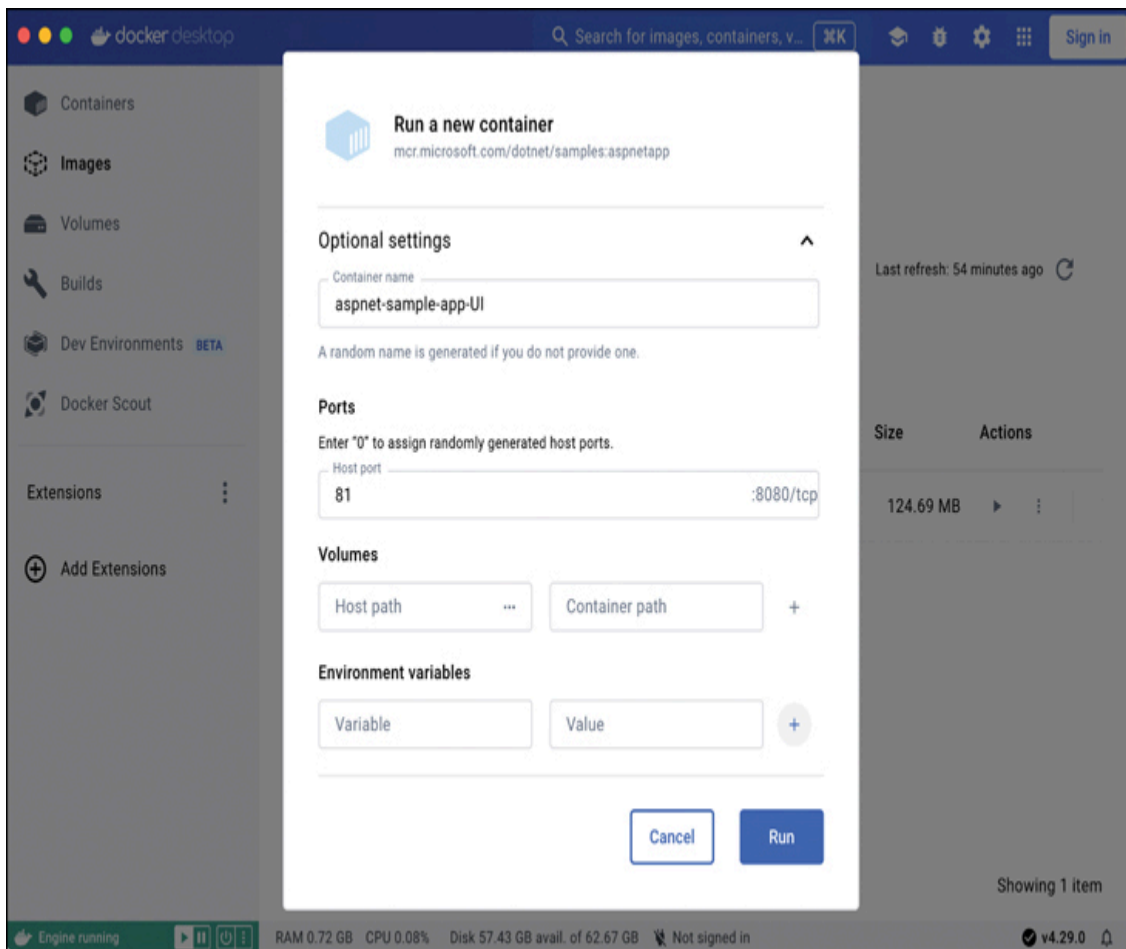 docker desktop
Search for images, containers, v... ⌘K
Sign in
Containers
Images
Volumes
Builds
Dev Environments BETA
Docker Scout
Extensions
Add Extensions
Run a new container
mcr.microsoft.com/dotnet/samples:aspnetapp
Optional settings
Container name
aspnet-sample-app-UI
A random name is generated if you do not provide one.
Ports
Enter "0" to assign randomly generated host ports.
Host port
81 :8080/tcp
Volumes
Host path ... Container path +
Environment variables
Variable Value +
Cancel Run
Last refresh: 54 minutes ago
Size Actions
124.69 MB
Showing 1 item
Engine running RAM 0.72 GB CPU 0.08% Disk 57.43 GB avail. of 62.67 GB Not signed in v4.29.0